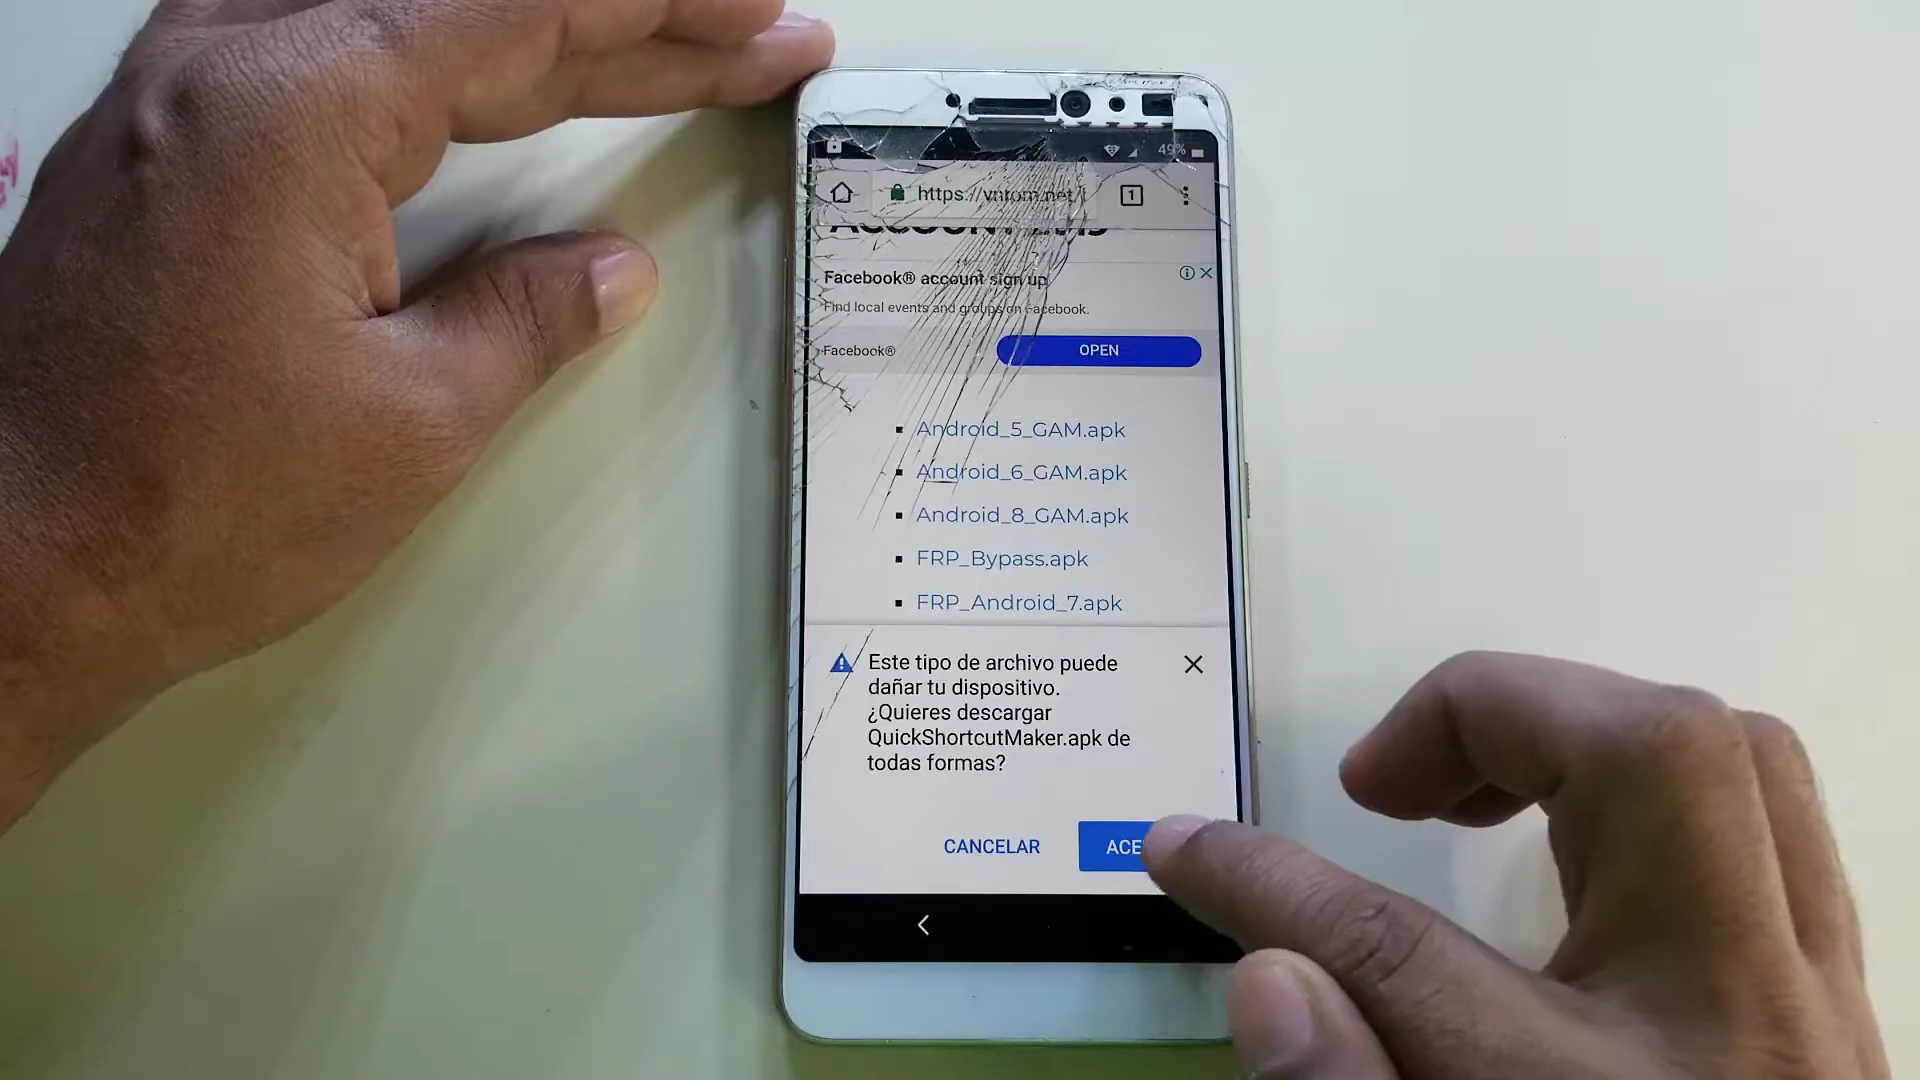 49%
https://vntom.net/
1
Facebook® account sign up
Find local events and groups on Facebook.
Facebook®
OPEN
Android_5_GAM.apk
Android_6_GAM.apk
Android_8_GAM.apk
FRP_Bypass.apk
FRP_Android_7.apk
Este tipo de archivo puede
dañar tu dispositivo.
¿Quieres descargar
QuickShortcutMaker.apk de
todas formas?
CANCELAR